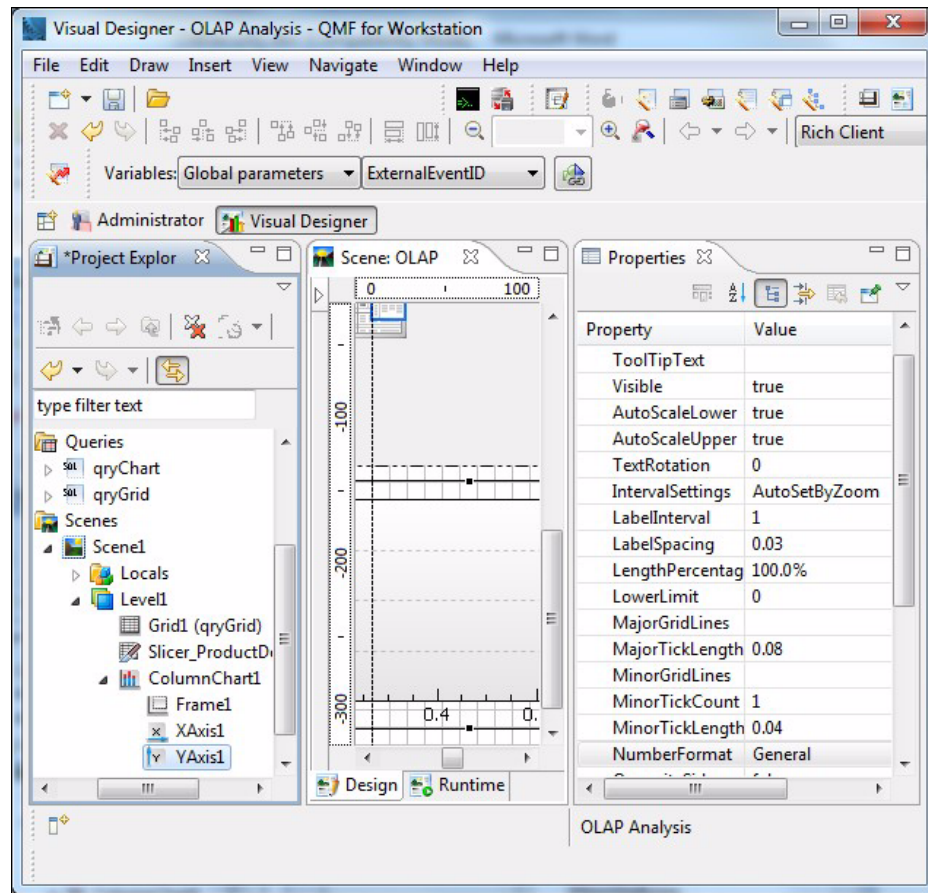 Visual Designer - OLAP Analysis - QMF for Workstation
File Edit Draw Insert View Navigate Window Help
Rich Client
Variables: Global parameters ExternalEventID
Administrator Visual Designer
*Project Explor
type filter text
Queries
SQL qryChart
SQL qryGrid
Scenes
Scene1
Locals
Level1
Grid1 (qryGrid)
Slicer_ProductD
ColumnChart1
Frame1
XAxis1
YAxis1
Scene: OLAP
0 100
-100
-200
-300
0.4 0.
Design Runtime
Properties
Property Value
ToolTipText
Visible true
AutoScaleLower true
AutoScaleUpper true
TextRotation 0
IntervalSettings AutoSetByZoom
LabelInterval 1
LabelSpacing 0.03
LengthPercentag 100.0%
LowerLimit 0
MajorGridLines
MajorTickLength 0.08
MinorGridLines
MinorTickCount 1
MinorTickLength 0.04
NumberFormat General
OLAP Analysis